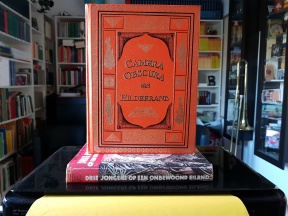 CAMERA
OBSCURA
VAN
HILDEBRAND
DRIE JONGENS OP EEN ONBEWOOND EILAND